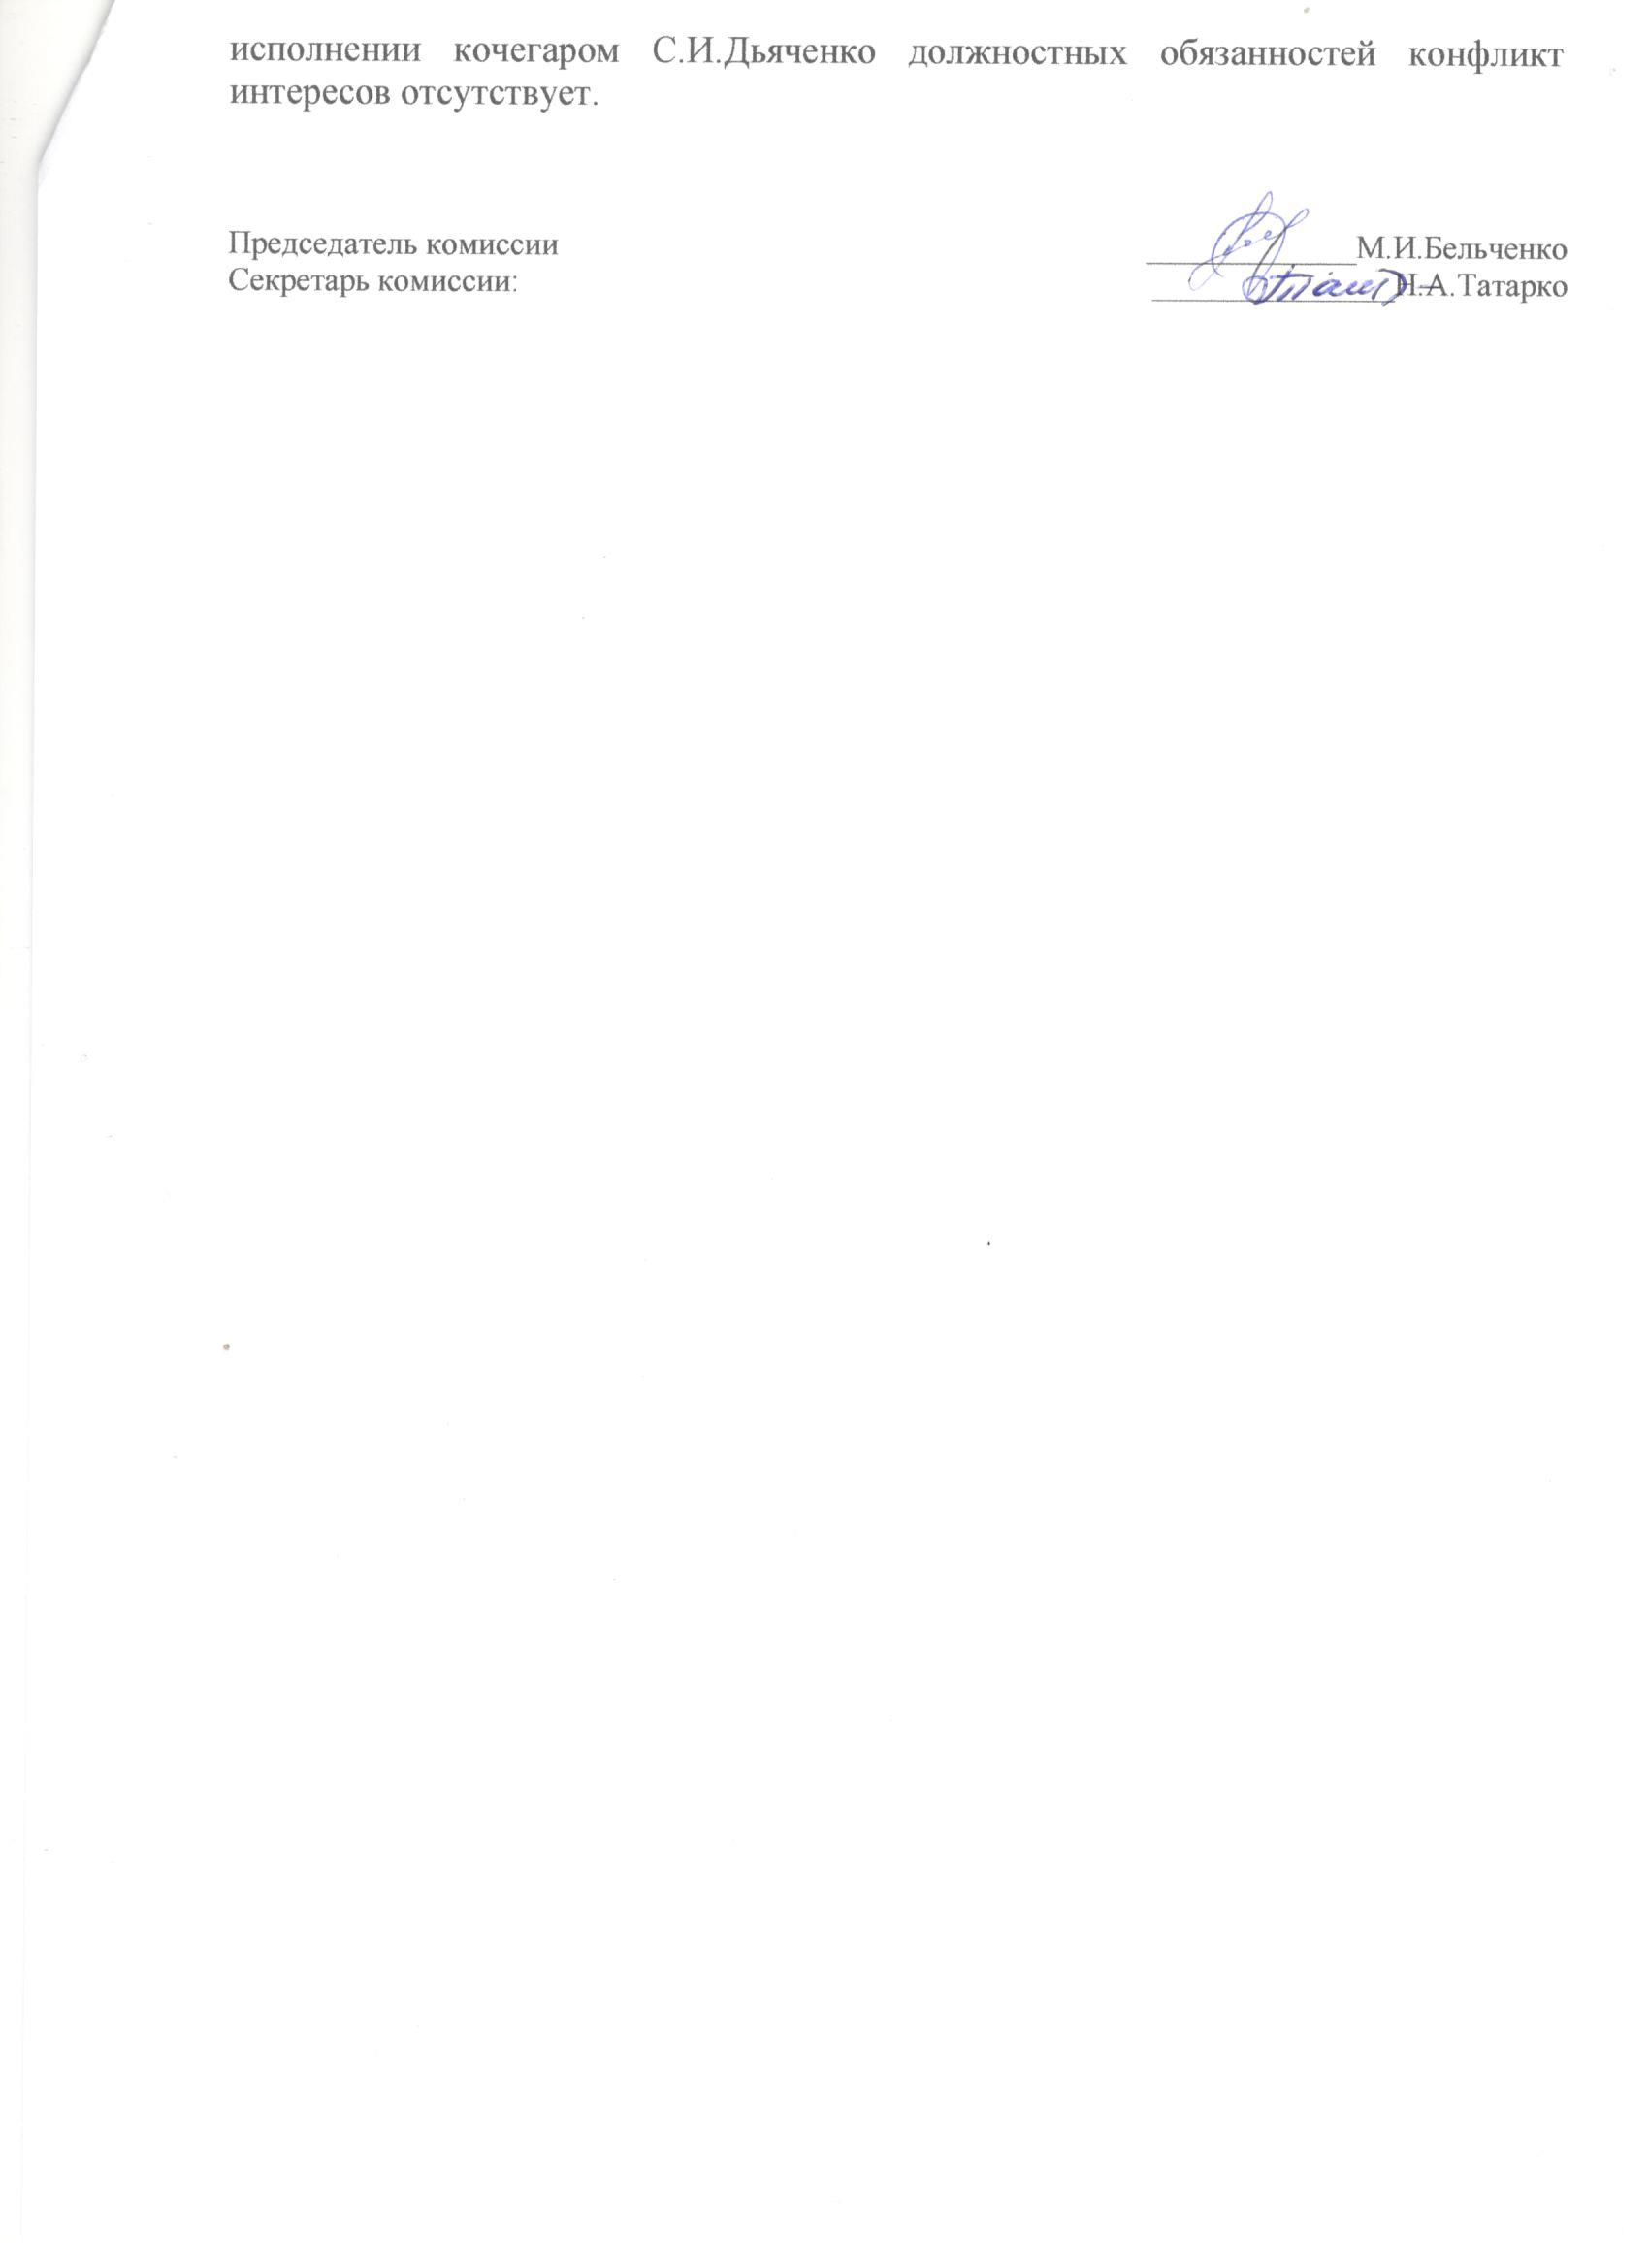 исполнении кочегаром С.И.Дьяченко должностных обязанностей конфликт
интересов отсутствует.
Председатель комиссии М.И.Бельченко
Секретарь комиссии: Н.А.Татарко